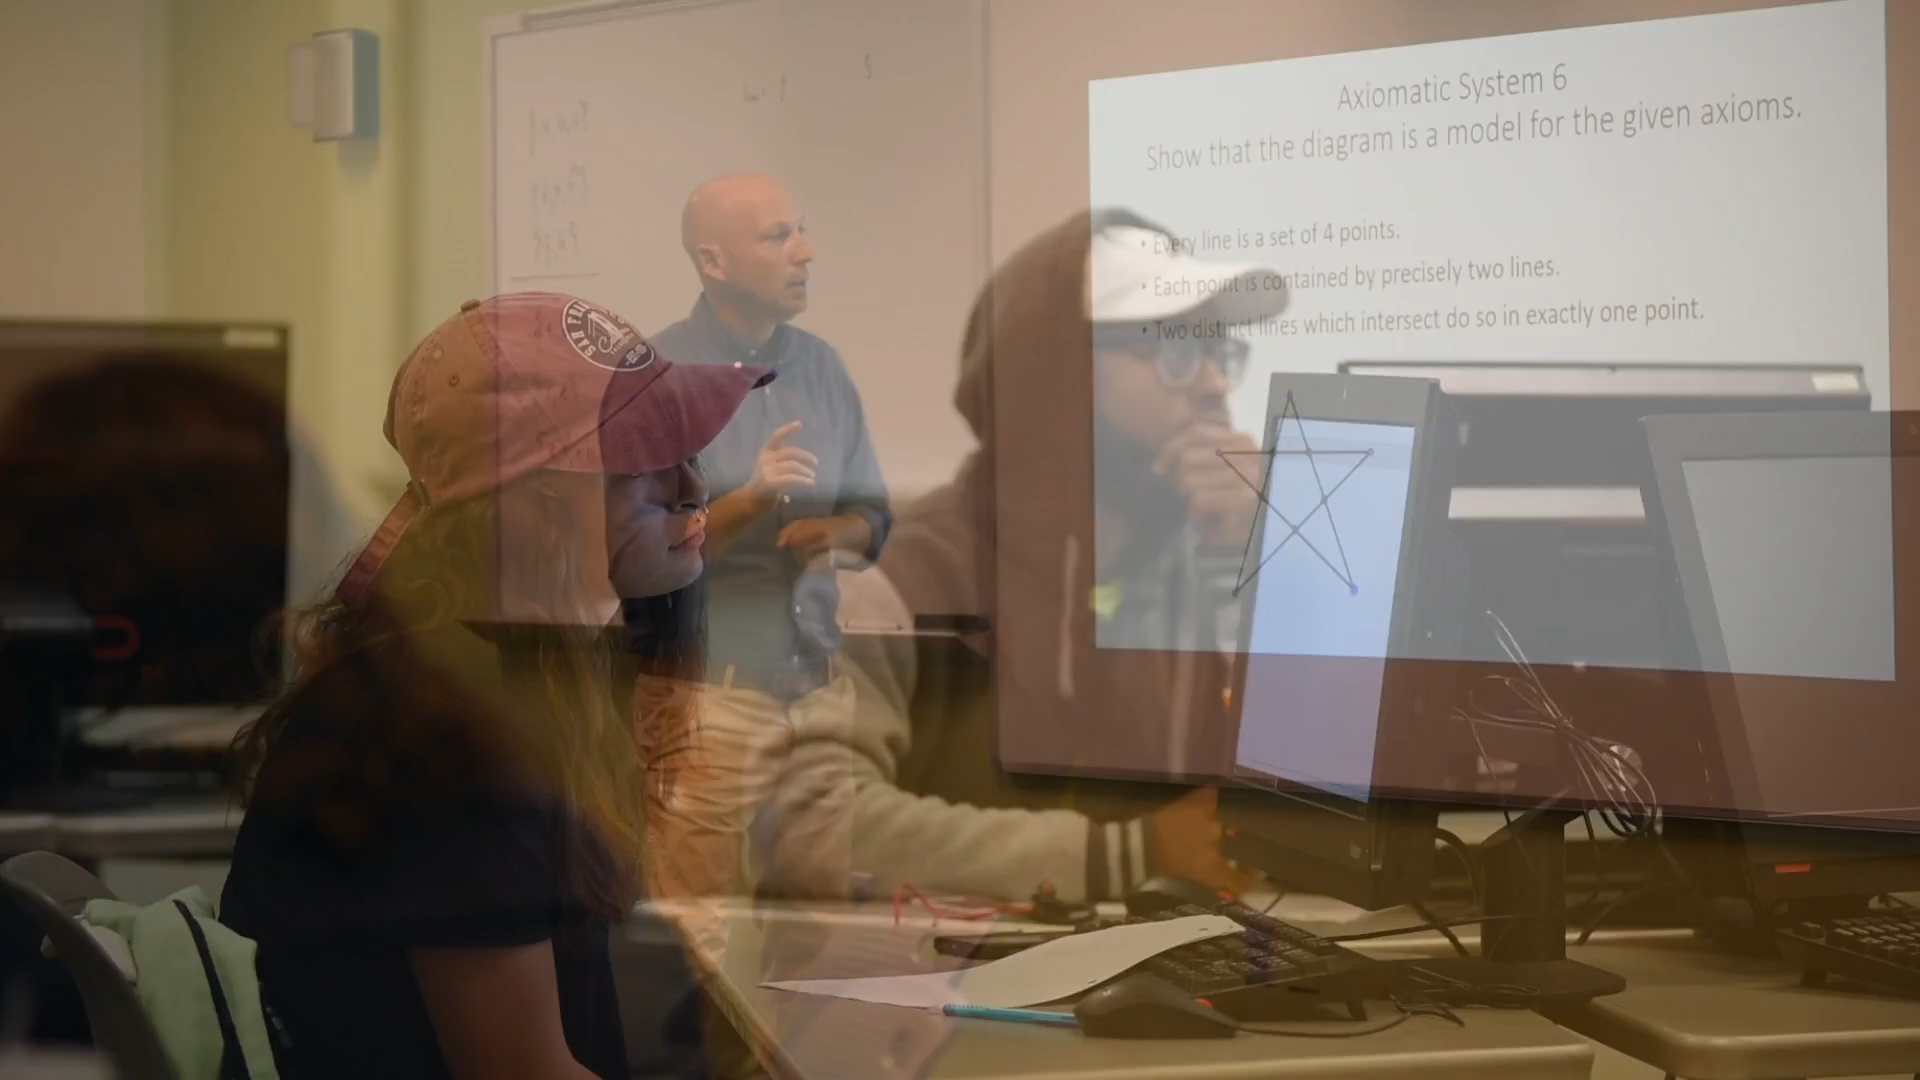 Axiomatic System 6
Show that the diagram is a model for the given axioms.
• Every line is a set of 4 points.
• Each point is contained by precisely two lines.
• Two distinct lines which intersect do so in exactly one point.
SAN FRA